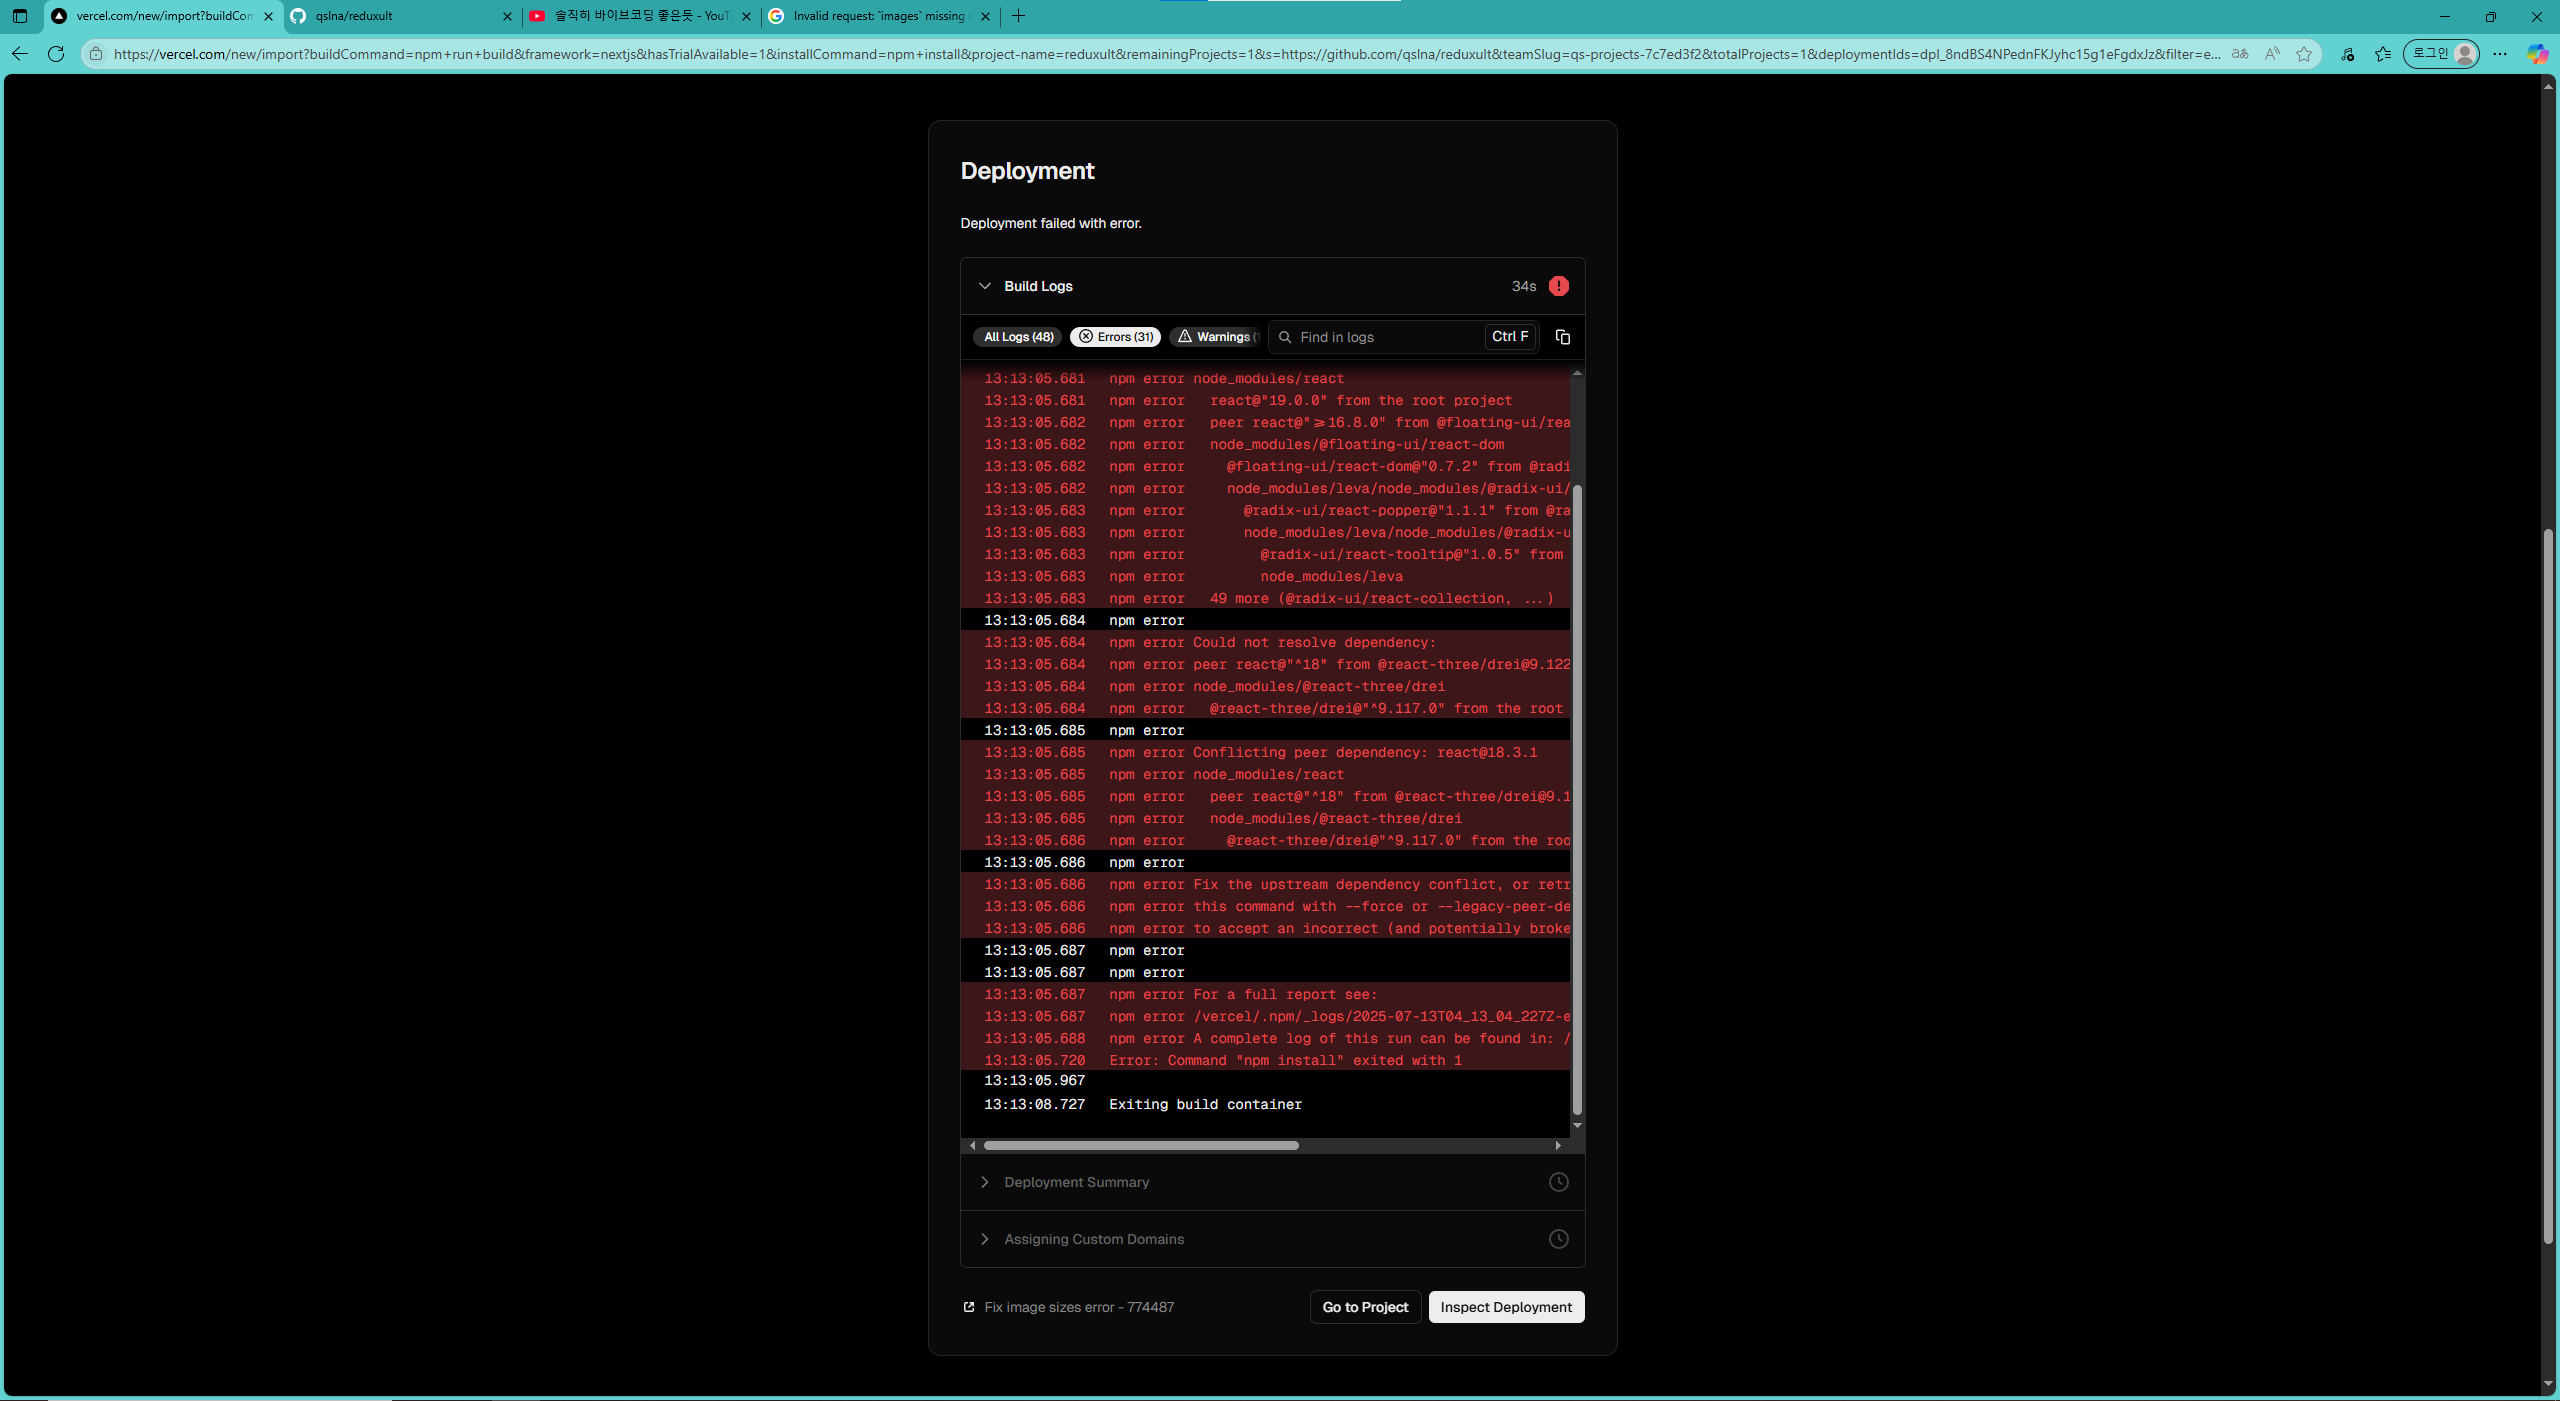 vercel.com/new/import?buildCom
qslna/reduxult
솔직히 바이브코딩 좋은듯 - YouT
Invalid request: `images` missing
https://vercel.com/new/import?buildCommand=npm+run+build&framework=nextjs&hasTrialAvailable=1&installCommand=npm+install&project-name=reduxult&remainingProjects=1&s=https://github.com/qslna/reduxult&teamSlug=qs-projects-7c7ed3f2&totalProjects=1&deploymentIds=dpl_8ndBS4NPednFKJyhc15g1eFgdxJz&filter=e...
로그인
Deployment
Deployment failed with error.
Build Logs
34s
All Logs (48)
Errors (31)
Warnings (
Find in logs
Ctrl F
13:13:05.681 npm error node_modules/react
13:13:05.681 npm error react@"19.0.0" from the root project
13:13:05.682 npm error peer react@">=16.8.0" from @floating-ui/rea
13:13:05.682 npm error node_modules/@floating-ui/react-dom
13:13:05.682 npm error @floating-ui/react-dom@"0.7.2" from @radi
13:13:05.682 npm error node_modules/leva/node_modules/@radix-ui/
13:13:05.683 npm error @radix-ui/react-popper@"1.1.1" from @ra
13:13:05.683 npm error node_modules/leva/node_modules/@radix-u
13:13:05.683 npm error @radix-ui/react-tooltip@"1.0.5" from
13:13:05.683 npm error node_modules/leva
13:13:05.683 npm error 49 more (@radix-ui/react-collection, ...)
13:13:05.684 npm error
13:13:05.684 npm error Could not resolve dependency:
13:13:05.684 npm error peer react@"^18" from @react-three/drei@9.122
13:13:05.684 npm error node_modules/@react-three/drei
13:13:05.684 npm error @react-three/drei@"^9.117.0" from the root
13:13:05.685 npm error
13:13:05.685 npm error Conflicting peer dependency: react@18.3.1
13:13:05.685 npm error node_modules/react
13:13:05.685 npm error peer react@"^18" from @react-three/drei@9.1
13:13:05.685 npm error node_modules/@react-three/drei
13:13:05.686 npm error @react-three/drei@"^9.117.0" from the roo
13:13:05.686 npm error
13:13:05.686 npm error Fix the upstream dependency conflict, or retr
13:13:05.686 npm error this command with --force or --legacy-peer-de
13:13:05.686 npm error to accept an incorrect (and potentially broke
13:13:05.687 npm error
13:13:05.687 npm error
13:13:05.687 npm error For a full report see:
13:13:05.687 npm error /vercel/.npm/_logs/2025-07-13T04_13_04_227Z-e
13:13:05.688 npm error A complete log of this run can be found in: /
13:13:05.720 Error: Command "npm install" exited with 1
13:13:05.967
13:13:08.727 Exiting build container
Deployment Summary
Assigning Custom Domains
Fix image sizes error - 774487
Go to Project
Inspect Deployment